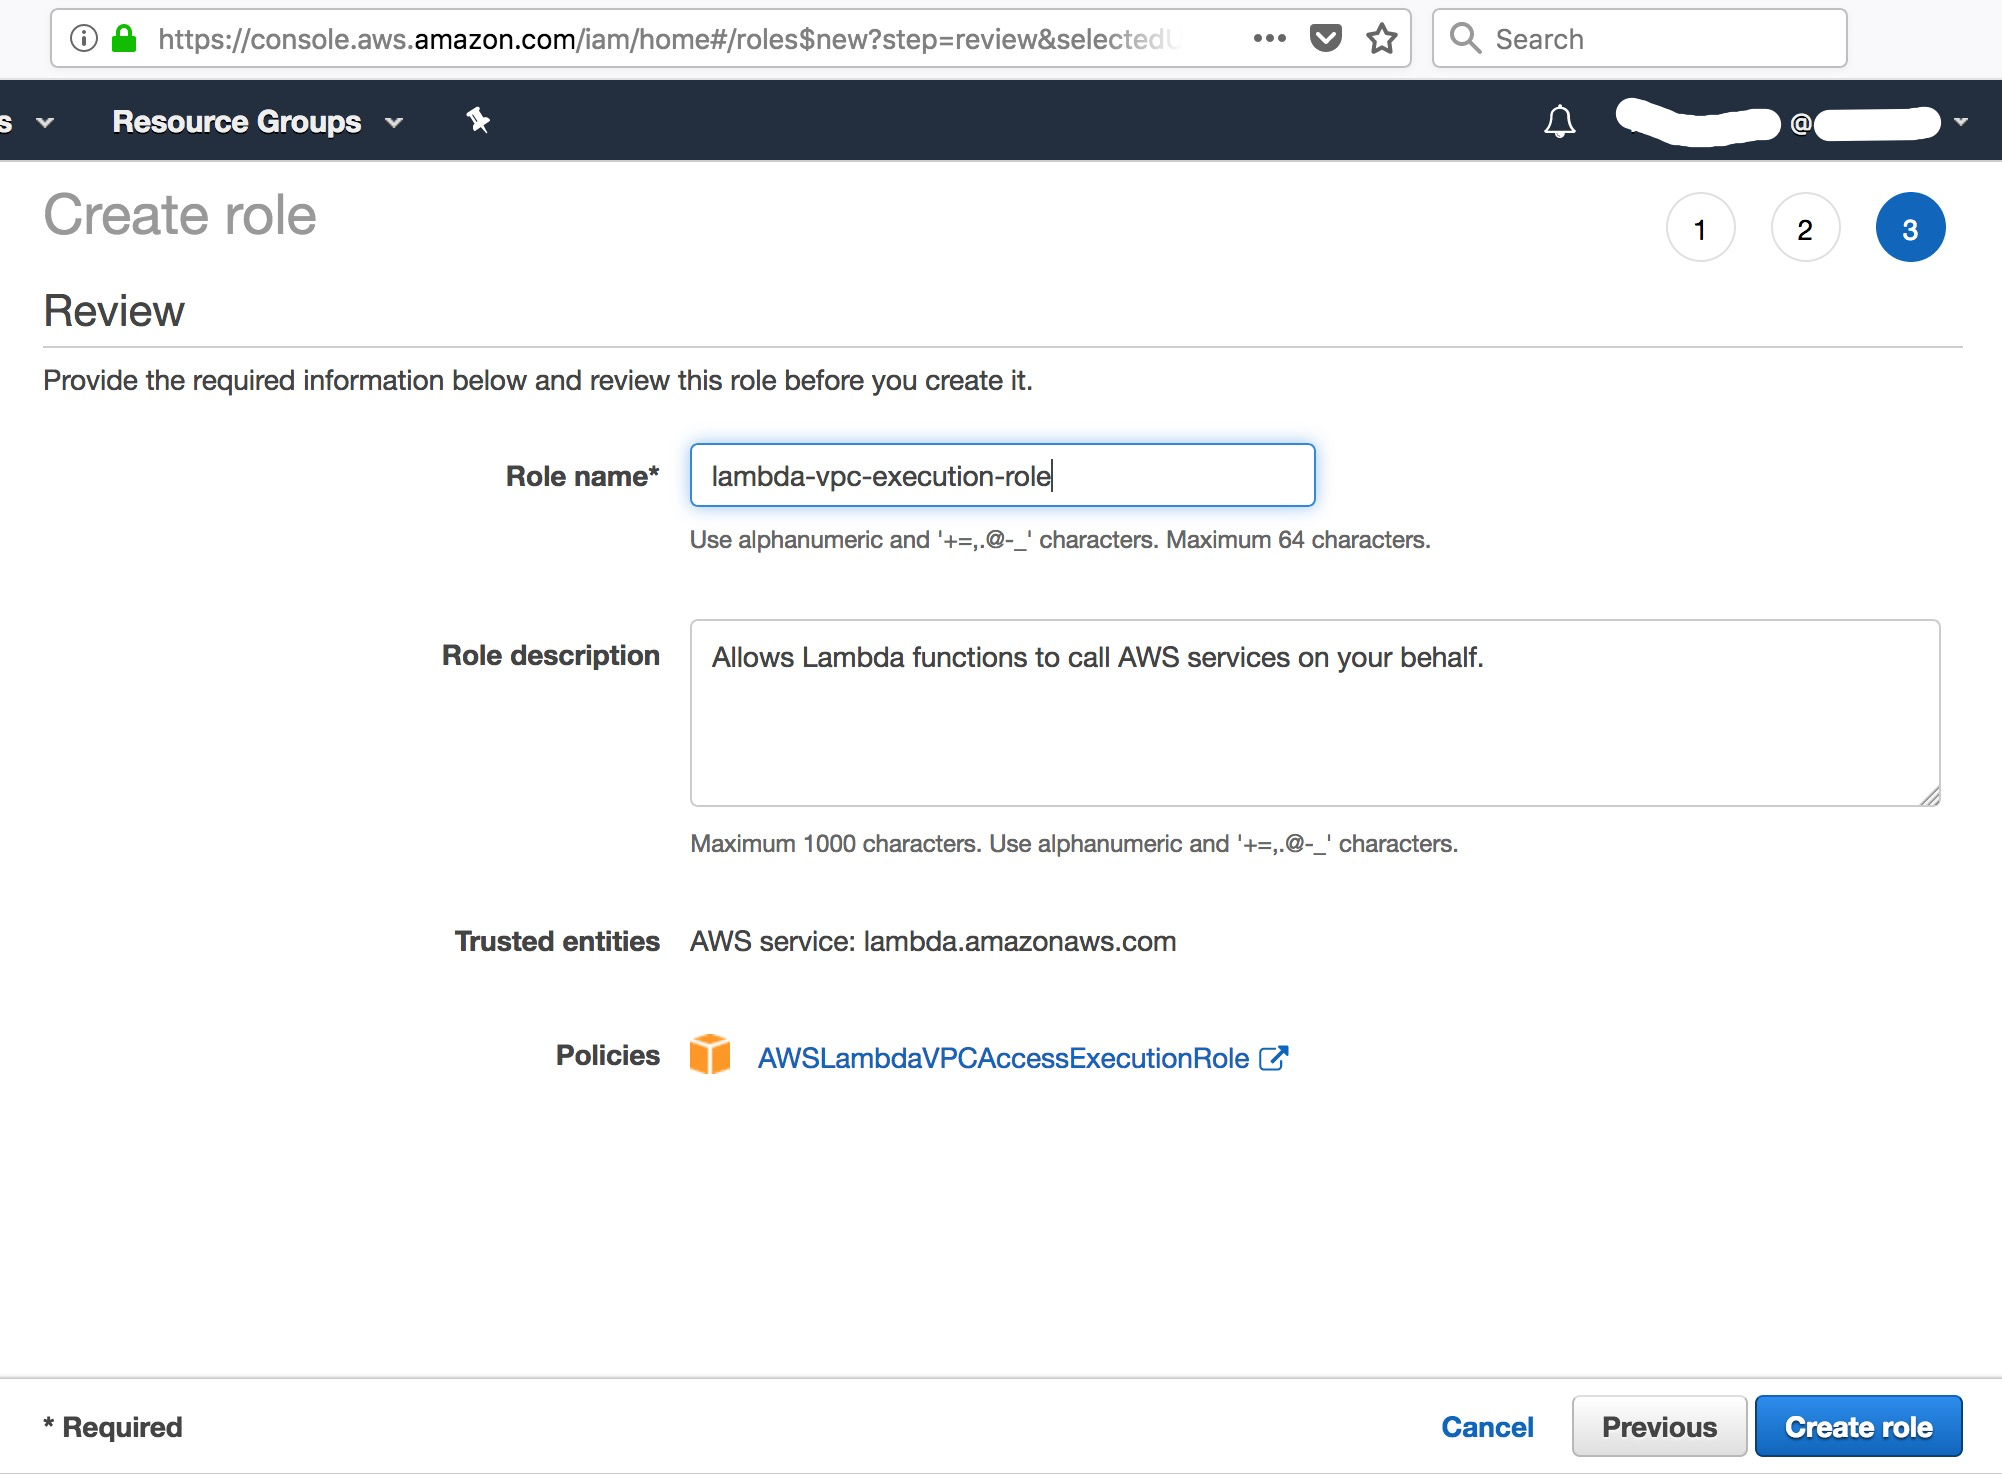 https://console.aws.amazon.com/iam/home#/roles$new?step=review&selectedU
Search
s
Resource Groups
@
Create role
1
2
3
Review
Provide the required information below and review this role before you create it.
Role name*
lambda-vpc-execution-role
Use alphanumeric and '+=,.@-_' characters. Maximum 64 characters.
Role description
Allows Lambda functions to call AWS services on your behalf.
Maximum 1000 characters. Use alphanumeric and '+=,.@-_' characters.
Trusted entities
AWS service: lambda.amazonaws.com
Policies
AWSLambdaVPCAccessExecutionRole
* Required
Cancel
Previous
Create role